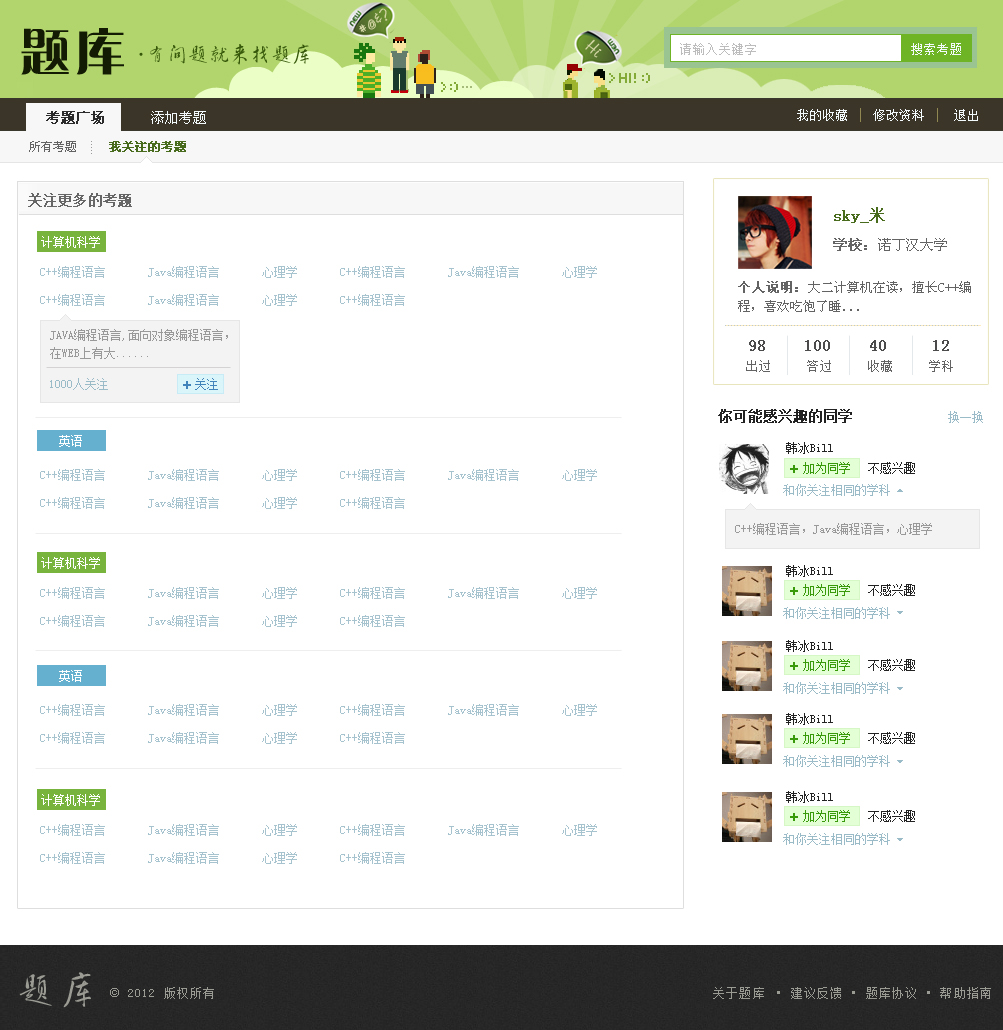 题库
·有问题就来找题库
new
#@¢?
>:)···
Hi
non
>HI! :)
请输入关键字
搜索考题
考题广场
添加考题
我的收藏
修改资料
退出
所有考题
我关注的考题
关注更多的考题
计算机科学
C++编程语言 Java编程语言 心理学 C++编程语言 Java编程语言 心理学
C++编程语言 Java编程语言 心理学 C++编程语言
JAVA编程语言,面向对象编程语言,
在WEB上有大......
1000人关注
+关注
英语
C++编程语言 Java编程语言 心理学 C++编程语言 Java编程语言 心理学
C++编程语言 Java编程语言 心理学 C++编程语言
计算机科学
C++编程语言 Java编程语言 心理学 C++编程语言 Java编程语言 心理学
C++编程语言 Java编程语言 心理学 C++编程语言
英语
C++编程语言 Java编程语言 心理学 C++编程语言 Java编程语言 心理学
C++编程语言 Java编程语言 心理学 C++编程语言
计算机科学
C++编程语言 Java编程语言 心理学 C++编程语言 Java编程语言 心理学
C++编程语言 Java编程语言 心理学 C++编程语言
sky_米
学校：诺丁汉大学
个人说明：大二计算机在读，擅长C++编
程，喜欢吃饱了睡...
98 100 40 12
出过 答过 收藏 学科
你可能感兴趣的同学
换一换
韩冰Bill
+ 加为同学 不感兴趣
和你关注相同的学科
C++编程语言，Java编程语言，心理学
韩冰Bill
+ 加为同学 不感兴趣
和你关注相同的学科
韩冰Bill
+ 加为同学 不感兴趣
和你关注相同的学科
韩冰Bill
+ 加为同学 不感兴趣
和你关注相同的学科
韩冰Bill
+ 加为同学 不感兴趣
和你关注相同的学科
题库
© 2012 版权所有
关于题库 · 建议反馈 · 题库协议 · 帮助指南